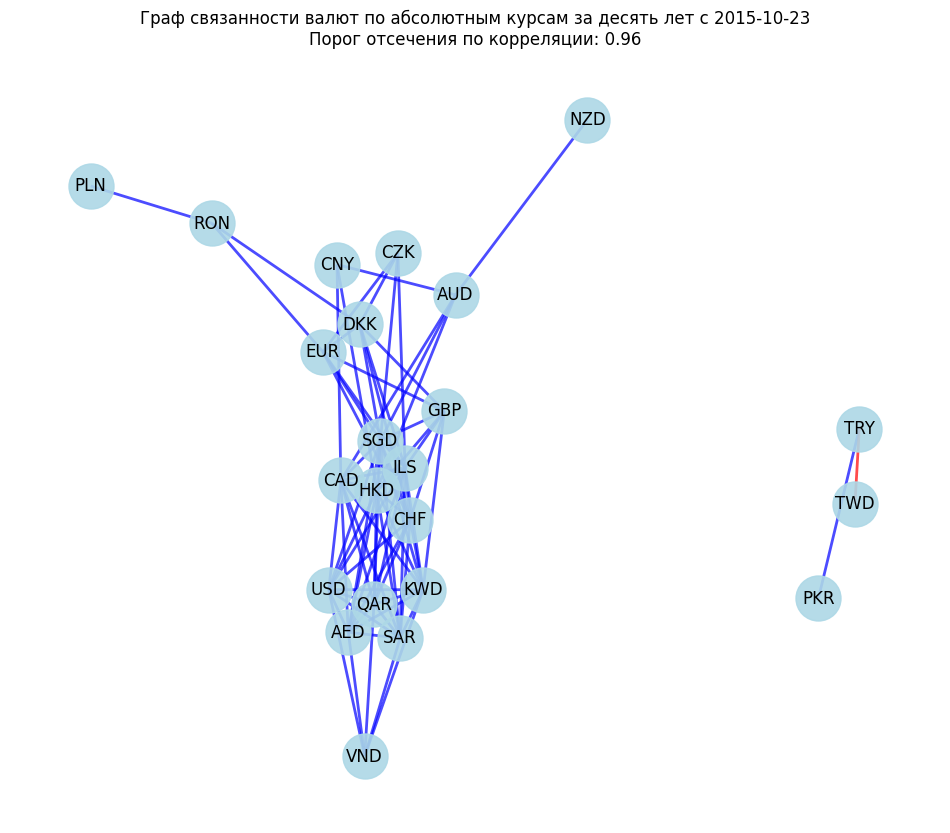 Граф связанности валют по абсолютным курсам за десять лет с 2015-10-23
Порог отсечения по корреляции: 0.96
NZD
PLN
RON
CZK
CNY
AUD
DKK
EUR
GBP
TRY
SGD
ILS
CAD
HKD
TWD
CHF
USD
KWD
PKR
QAR
AED
SAR
VND